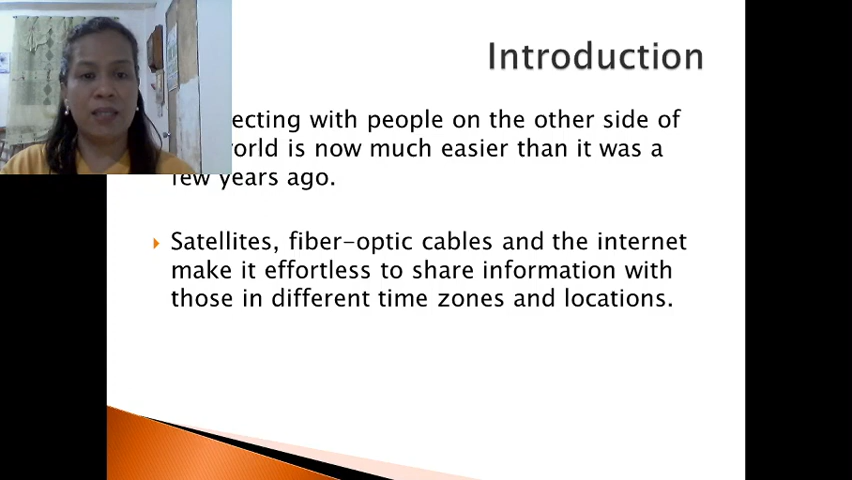 Introduction
ecting with people on the other side of
orld is now much easier than it was a
few years ago.
Satellites, fiber-optic cables and the internet
make it effortless to share information with
those in different time zones and locations.